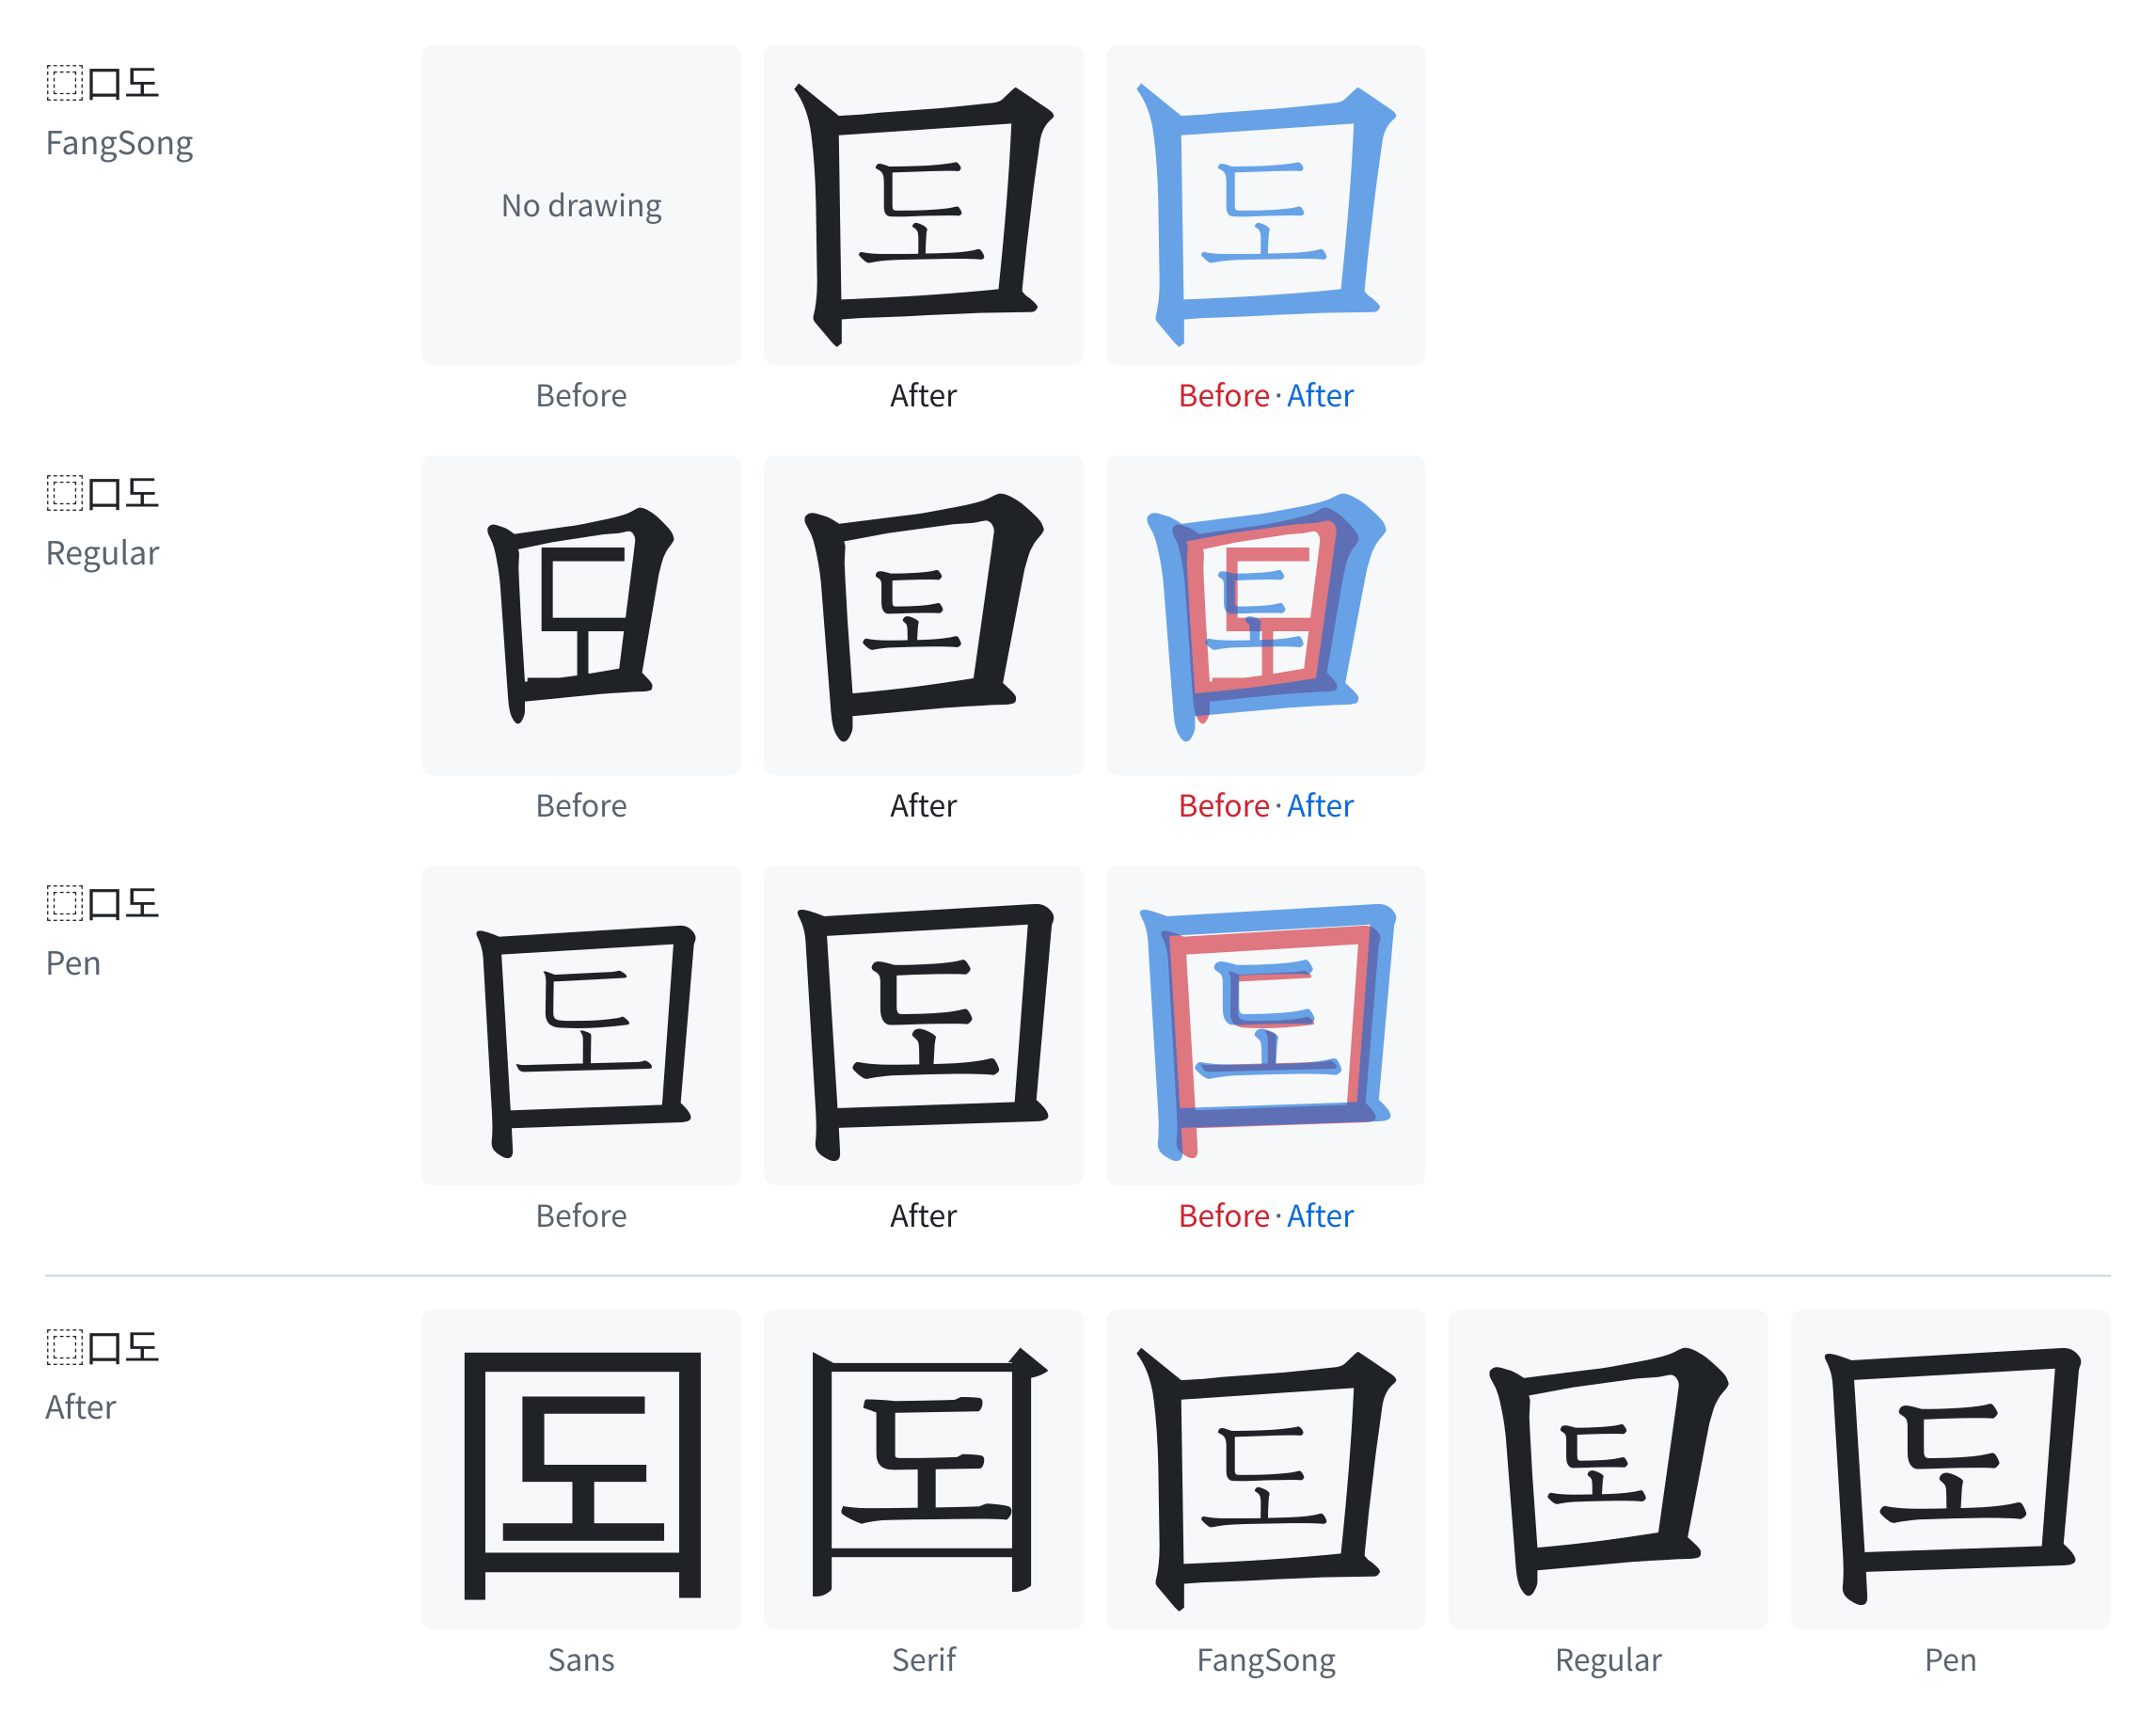 ⿴口도
FangSong
No drawing
Before
After
Before · After
⿴口도
Regular
Before
After
Before · After
⿴口도
Pen
Before
After
Before · After
⿴口도
After
Sans
Serif
FangSong
Regular
Pen